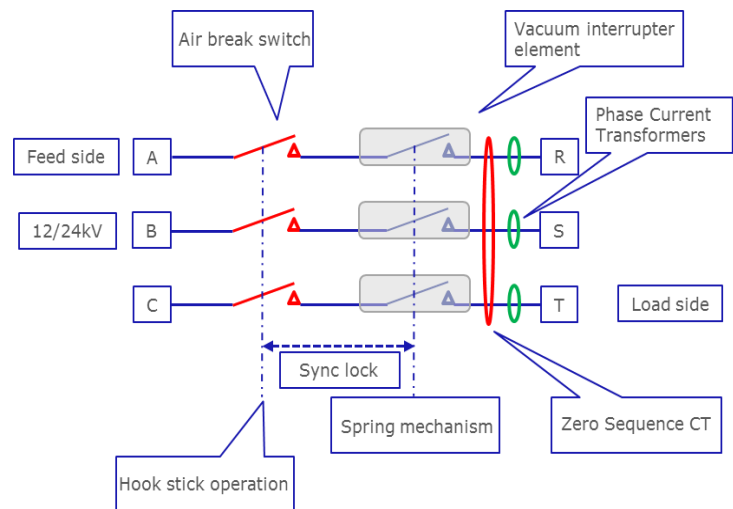 Air break switch
Vacuum interrupter
element
Phase Current
Transformers
Feed side
A
R
12/24kV
B
S
C
T
Load side
Sync lock
Spring mechanism
Zero Sequence CT
Hook stick operation